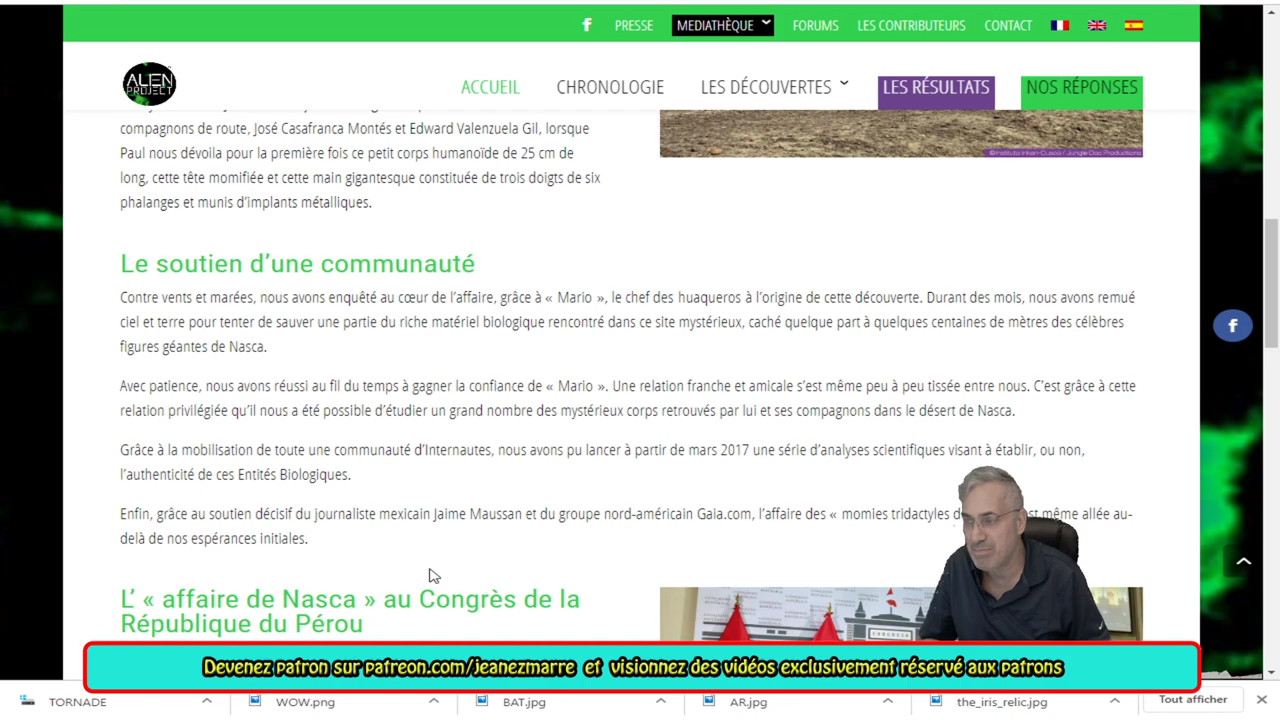 PRESSE MEDIATHÈQUE FORUMS LES CONTRIBUTEURS CONTACT
ALIEN PROJECT
ACCUEIL CHRONOLOGIE LES DÉCOUVERTES LES RÉSULTATS NOS RÉPONSES
compagnons de route, José Casafranca Montés et Edward Valenzuela Gil, lorsque
Paul nous dévoila pour la première fois ce petit corps humanoïde de 25 cm de
long, cette tête momifiée et cette main gigantesque constituée de trois doigts de six
phalanges et munis d'implants métalliques.
©Instituto Inkari-Cusco / Jungle Doc Productions
Le soutien d'une communauté
Contre vents et marées, nous avons enquêté au cœur de l'affaire, grâce à « Mario », le chef des huaqueros à l'origine de cette découverte. Durant des mois, nous avons remué
ciel et terre pour tenter de sauver une partie du riche matériel biologique rencontré dans ce site mystérieux, caché quelque part à quelques centaines de mètres des célèbres
figures géantes de Nasca.
Avec patience, nous avons réussi au fil du temps à gagner la confiance de « Mario ». Une relation franche et amicale s'est même peu à peu tissée entre nous. C'est grâce à cette
relation privilégiée qu'il nous a été possible d'étudier un grand nombre des mystérieux corps retrouvés par lui et ses compagnons dans le désert de Nasca.
Grâce à la mobilisation de toute une communauté d'Internautes, nous avons pu lancer à partir de mars 2017 une série d'analyses scientifiques visant à établir, ou non,
l'authenticité de ces Entités Biologiques.
Enfin, grâce au soutien décisif du journaliste mexicain Jaime Maussan et du groupe nord-américain Gaia.com, l'affaire des « momies tridactyles est même allée au-
delà de nos espérances initiales.
L' « affaire de Nasca » au Congrès de la
République du Pérou
CONGRESO
Devenez patron sur patreon.com/jeanezmarre et visionnez des vidéos exclusivement réservé aux patrons
TORNADE WOW.png BAT.jpg AR.jpg the_iris_relic.jpg Tout afficher